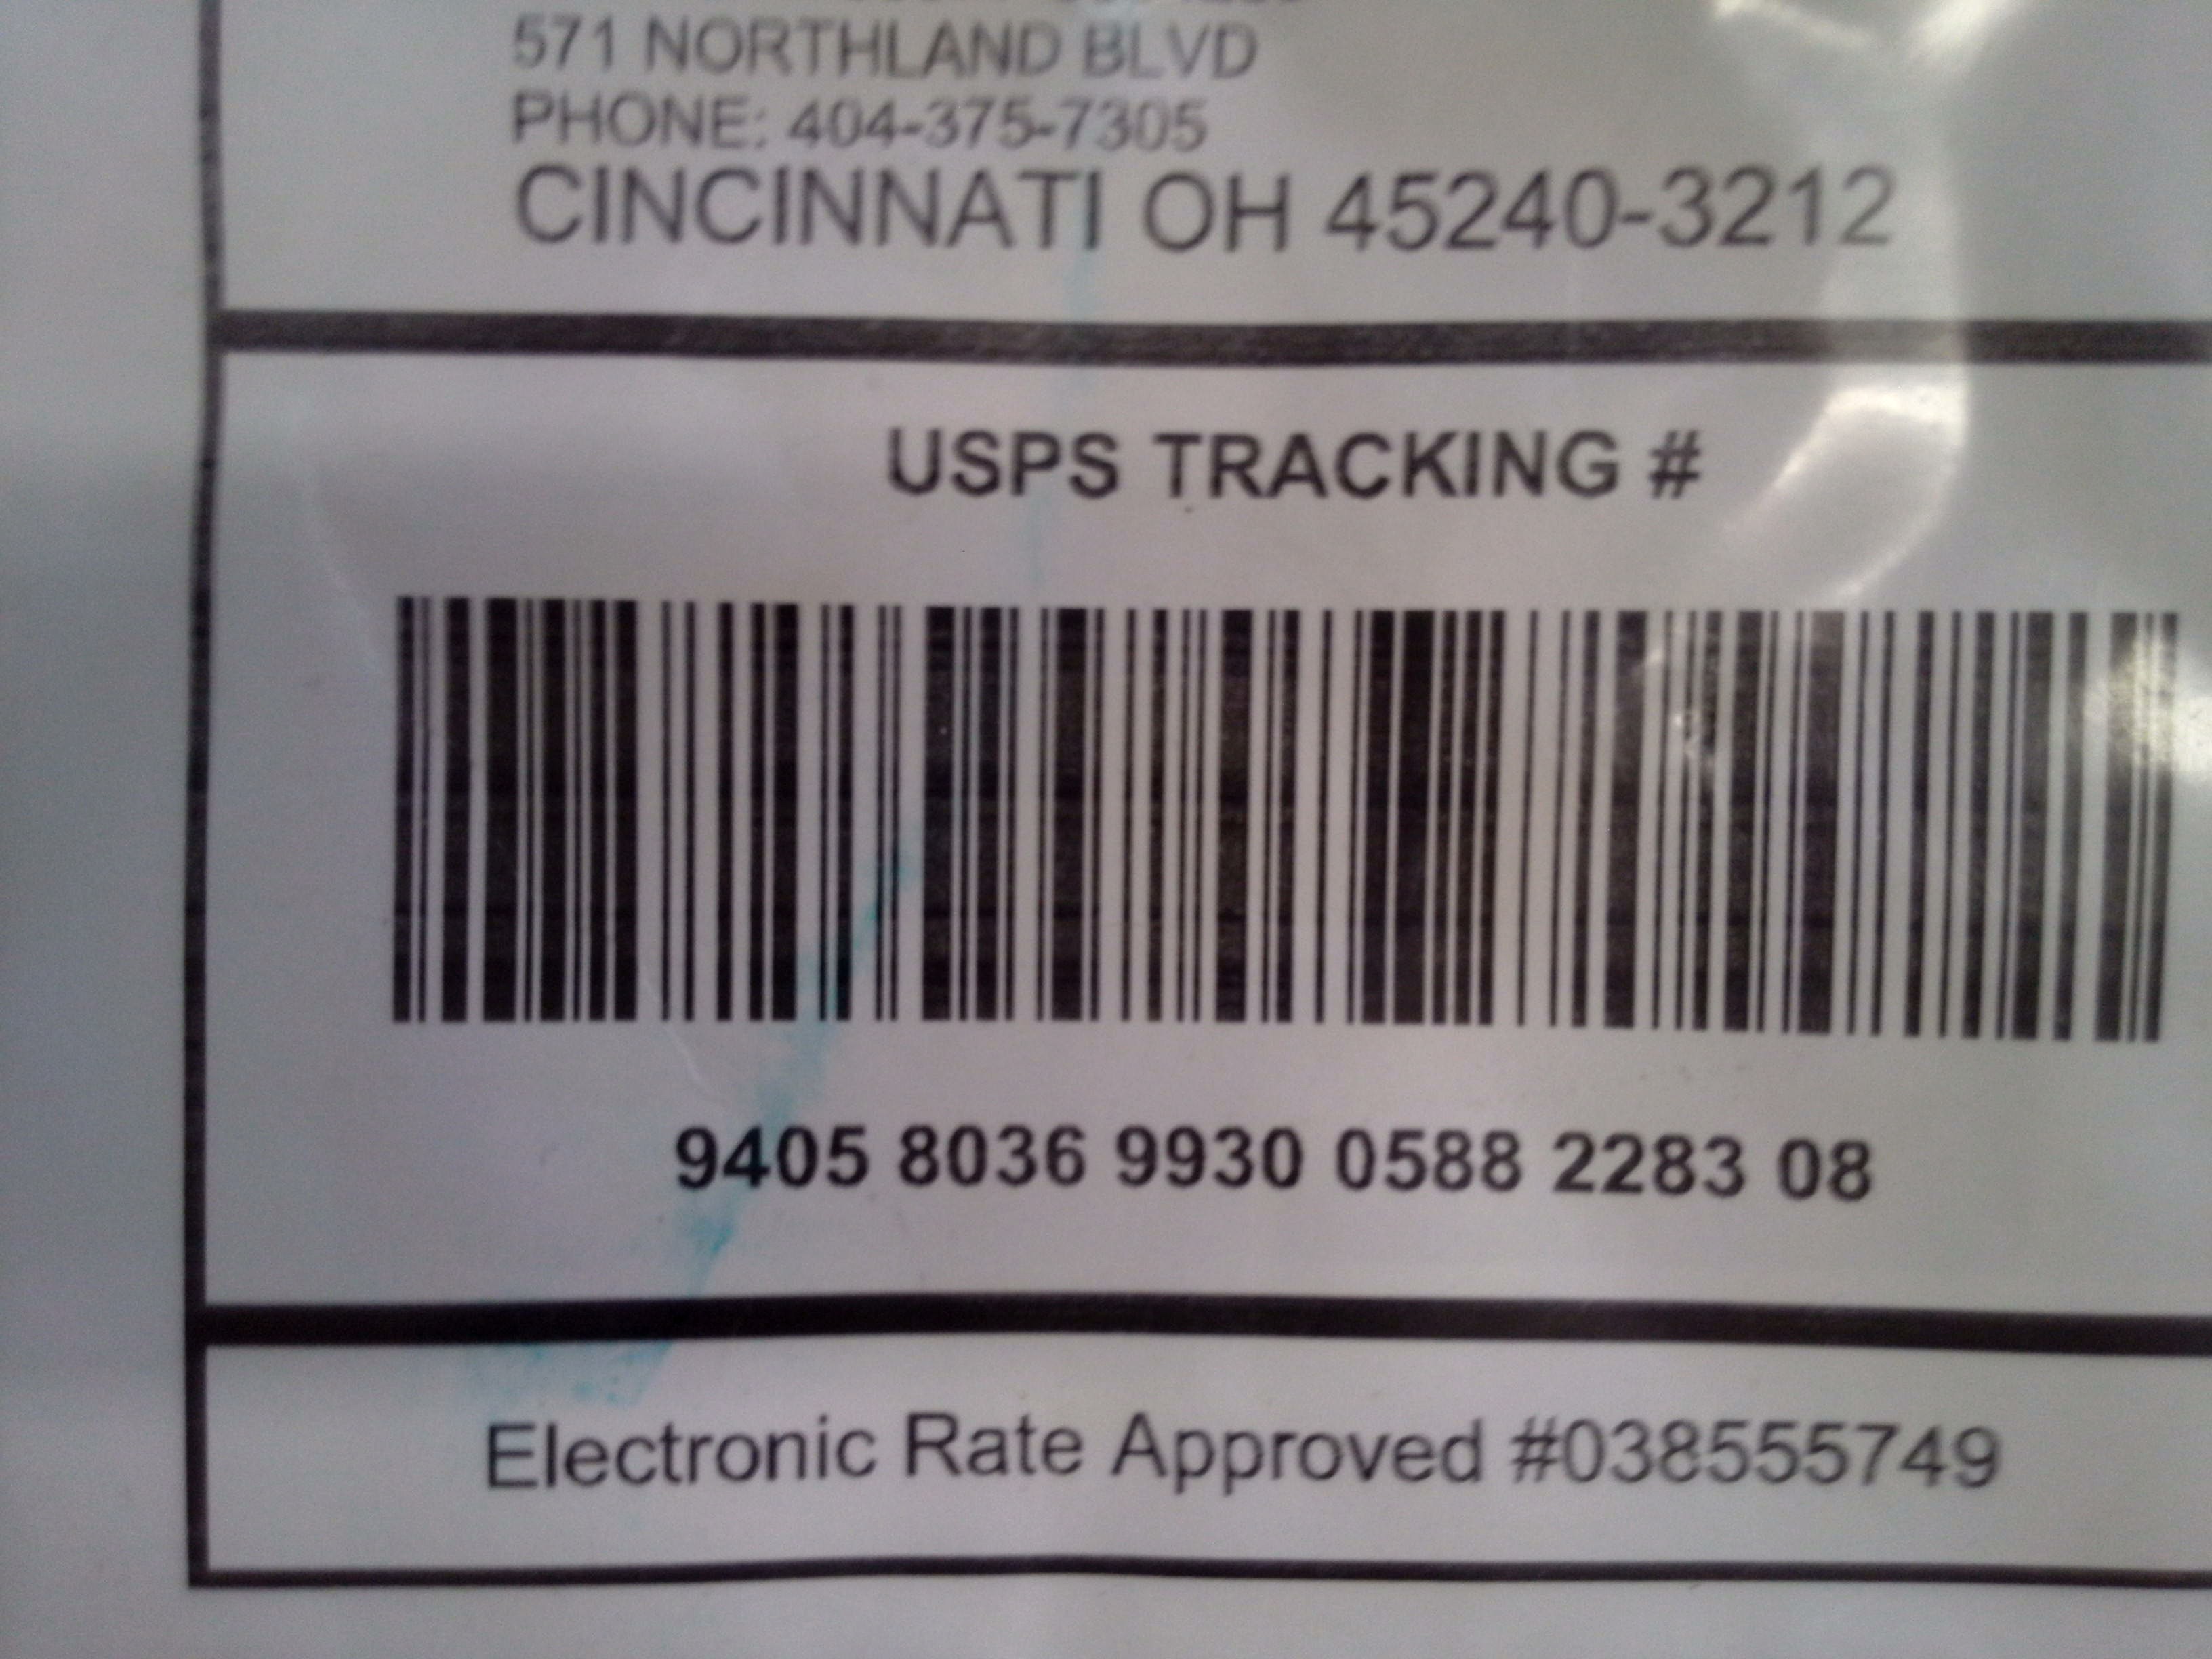 571 NORTHLAND BLVD
PHONE: 404-375-7305
CINCINNATI OH 45240-3212
USPS TRACKING #
9405 8036 9930 0588 2283 08
Electronic Rate Approved #038555749